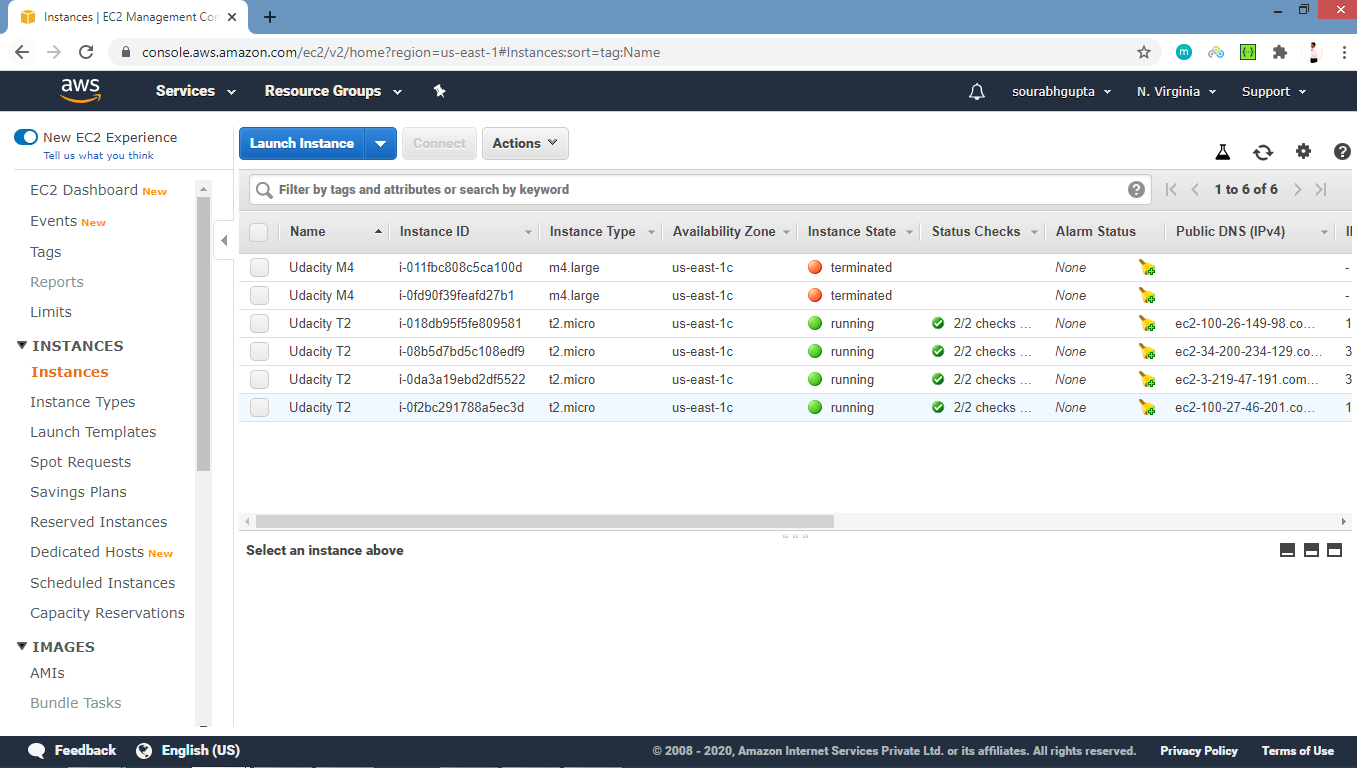 Instances | EC2 Management Con
console.aws.amazon.com/ec2/v2/home?region=us-east-1#Instances:sort=tag:Name
aws Services Resource Groups sourabhgupta N. Virginia Support
New EC2 Experience
Tell us what you think
EC2 Dashboard New
Events New
Tags
Reports
Limits
INSTANCES
Instances
Instance Types
Launch Templates
Spot Requests
Savings Plans
Reserved Instances
Dedicated Hosts New
Scheduled Instances
Capacity Reservations
IMAGES
AMIs
Bundle Tasks
Launch Instance Connect Actions
Filter by tags and attributes or search by keyword 1 to 6 of 6
Name Instance ID Instance Type Availability Zone Instance State Status Checks Alarm Status Public DNS (IPv4)
Udacity M4 i-011fbc808c5ca100d m4.large us-east-1c terminated None -
Udacity M4 i-0fd90f39feafd27b1 m4.large us-east-1c terminated None -
Udacity T2 i-018db95f5fe809581 t2.micro us-east-1c running 2/2 checks ... None ec2-100-26-149-98.co... 1
Udacity T2 i-08b5d7bd5c108edf9 t2.micro us-east-1c running 2/2 checks ... None ec2-34-200-234-129.co... 3
Udacity T2 i-0da3a19ebd2df5522 t2.micro us-east-1c running 2/2 checks ... None ec2-3-219-47-191.com... 3
Udacity T2 i-0f2bc291788a5ec3d t2.micro us-east-1c running 2/2 checks ... None ec2-100-27-46-201.co... 1
Select an instance above
Feedback English (US) © 2008 - 2020, Amazon Internet Services Private Ltd. or its affiliates. All rights reserved. Privacy Policy Terms of Use